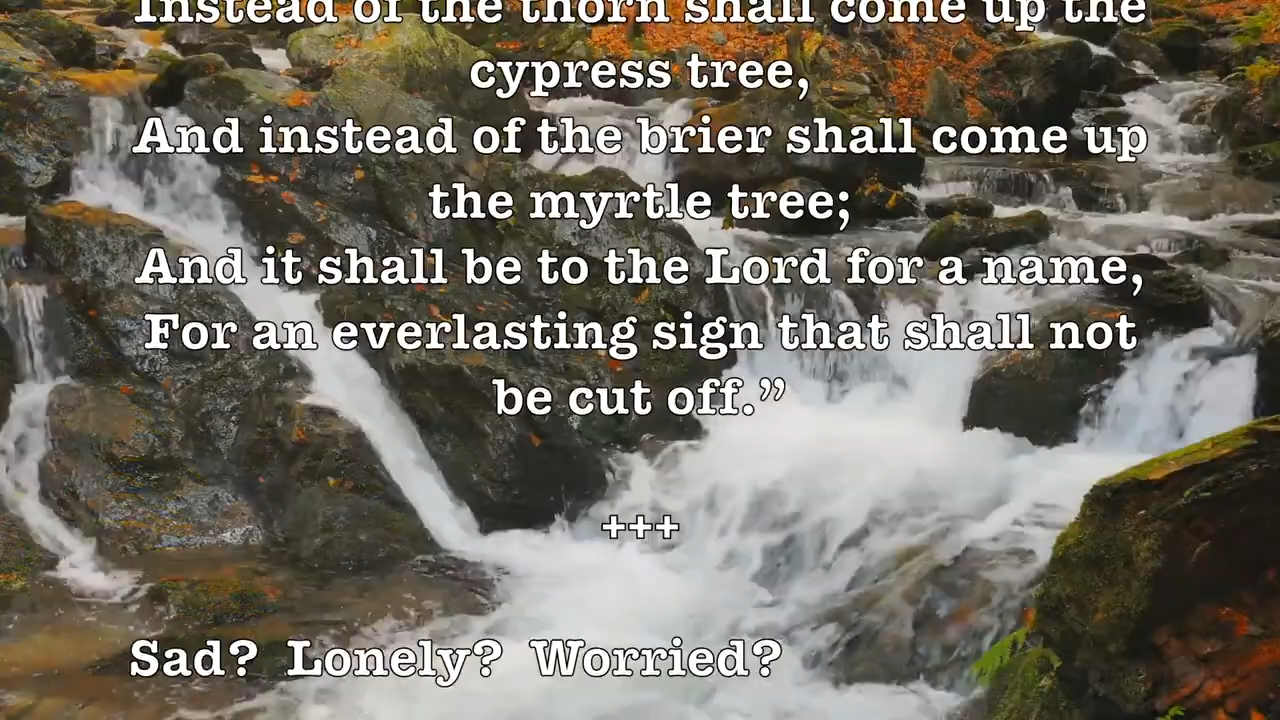 Instead of the thorn shall come up the
cypress tree,
And instead of the brier shall come up
the myrtle tree;
And it shall be to the Lord for a name,
For an everlasting sign that shall not
be cut off.”
+++
Sad?  Lonely?  Worried?